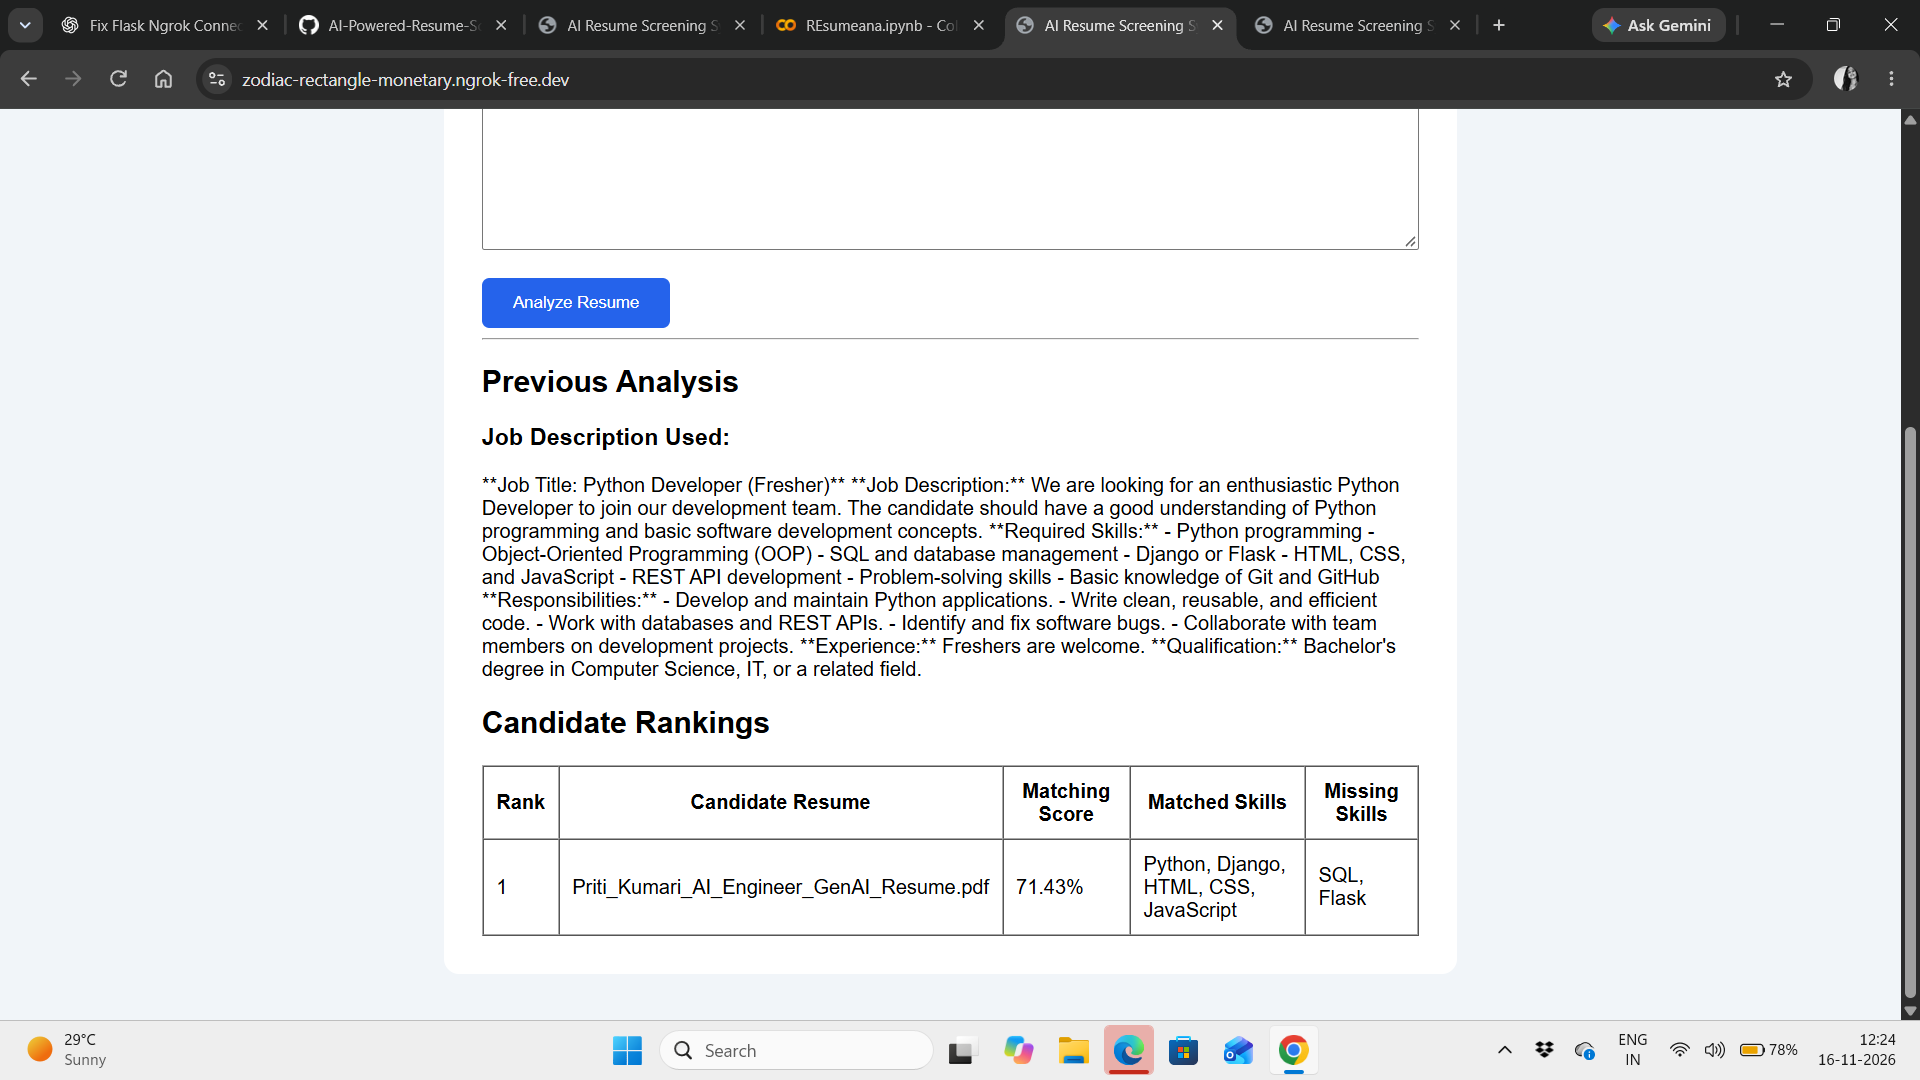 Fix Flask Ngrok Connec
AI-Powered-Resume-Sc
AI Resume Screening S
REsumeana.ipynb - Col
AI Resume Screening S
AI Resume Screening S
Ask Gemini
zodiac-rectangle-monetary.ngrok-free.dev
Analyze Resume
Previous Analysis
Job Description Used:
**Job Title: Python Developer (Fresher)** **Job Description:** We are looking for an enthusiastic Python
Developer to join our development team. The candidate should have a good understanding of Python
programming and basic software development concepts. **Required Skills:** - Python programming -
Object-Oriented Programming (OOP) - SQL and database management - Django or Flask - HTML, CSS,
and JavaScript - REST API development - Problem-solving skills - Basic knowledge of Git and GitHub
**Responsibilities:** - Develop and maintain Python applications. - Write clean, reusable, and efficient
code. - Work with databases and REST APIs. - Identify and fix software bugs. - Collaborate with team
members on development projects. **Experience:** Freshers are welcome. **Qualification:** Bachelor's
degree in Computer Science, IT, or a related field.
Candidate Rankings
Rank
Candidate Resume
Matching
Score
Matched Skills
Missing
Skills
1
Priti_Kumari_AI_Engineer_GenAI_Resume.pdf
71.43%
Python, Django,
HTML, CSS,
JavaScript
SQL,
Flask
29°C
Sunny
Search
ENG
IN
78%
12:24
16-11-2026